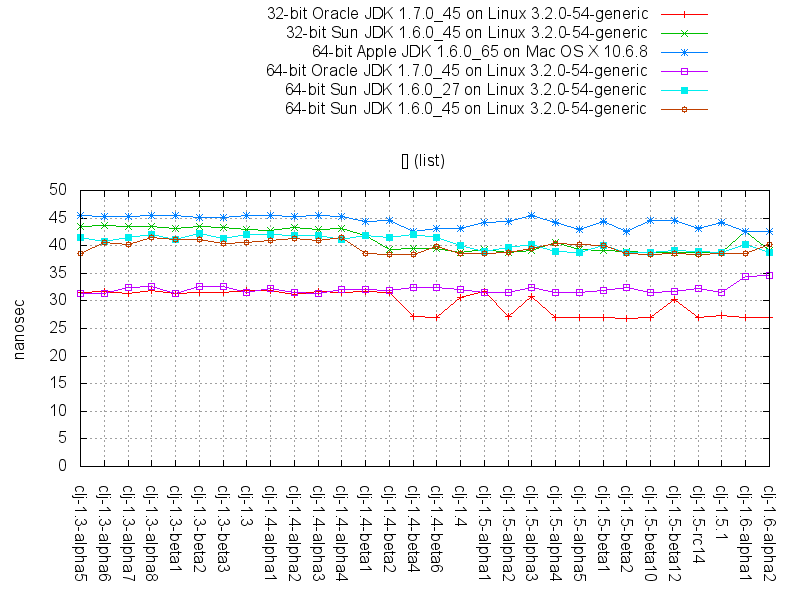 32-bit Oracle JDK 1.7.0_45 on Linux 3.2.0-54-generic
32-bit Sun JDK 1.6.0_45 on Linux 3.2.0-54-generic
64-bit Apple JDK 1.6.0_65 on Mac OS X 10.6.8
64-bit Oracle JDK 1.7.0_45 on Linux 3.2.0-54-generic
64-bit Sun JDK 1.6.0_27 on Linux 3.2.0-54-generic
64-bit Sun JDK 1.6.0_45 on Linux 3.2.0-54-generic
[] (list)
50
45
40
35
30
25
20
15
10
5
0
nanosec
clj-1.3-alpha5
clj-1.3-alpha6
clj-1.3-alpha7
clj-1.3-alpha8
clj-1.3-beta1
clj-1.3-beta2
clj-1.3-beta3
clj-1.3
clj-1.4-alpha1
clj-1.4-alpha2
clj-1.4-alpha3
clj-1.4-alpha4
clj-1.4-beta1
clj-1.4-beta4
clj-1.4-beta2
clj-1.4-beta6
clj-1.4
clj-1.5-alpha1
clj-1.5-alpha2
clj-1.5-alpha3
clj-1.5-alpha4
clj-1.5-alpha5
clj-1.5-beta1
clj-1.5-beta2
clj-1.5-beta10
clj-1.5-beta12
clj-1.5-rc14
clj-1.5.1
clj-1.6-alpha1
clj-1.6-alpha2